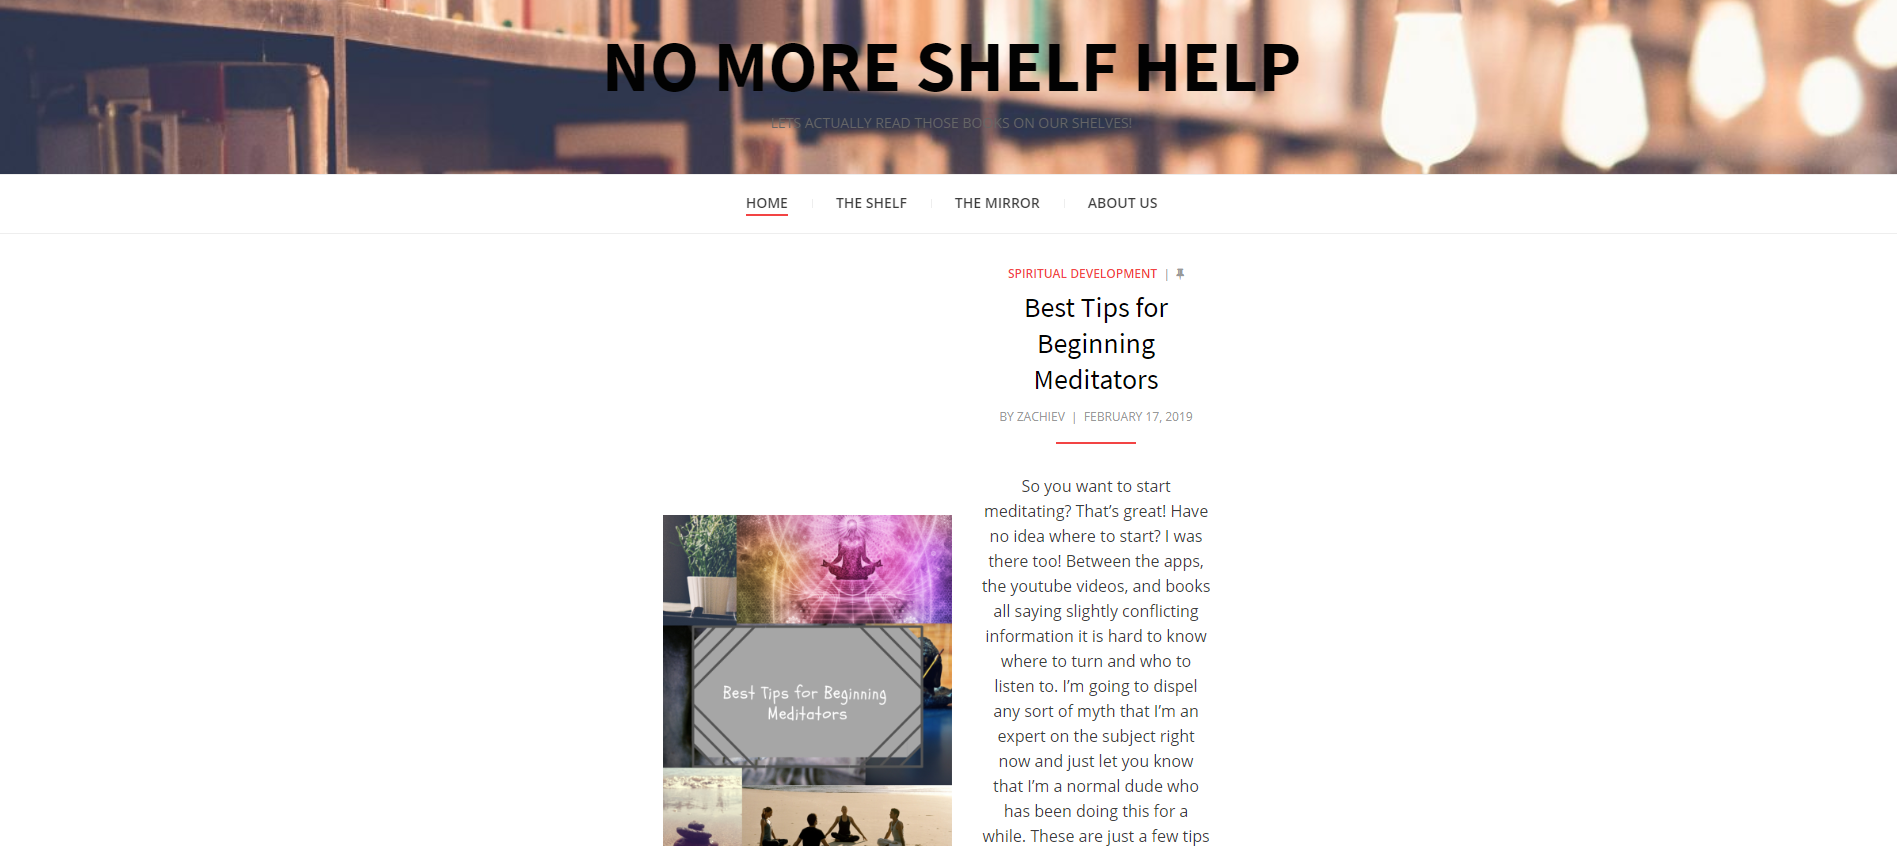 NO MORE SHELF HELP
LETS ACTUALLY READ THOSE BOOKS ON OUR SHELVES!
HOME
THE SHELF
THE MIRROR
ABOUT US
SPIRITUAL DEVELOPMENT |
Best Tips for
Beginning
Meditators
BY ZACHIEV | FEBRUARY 17, 2019
Best Tips for Beginning
Meditators
So you want to start
meditating? That’s great! Have
no idea where to start? I was
there too! Between the apps,
the youtube videos, and books
all saying slightly conflicting
information it is hard to know
where to turn and who to
listen to. I’m going to dispel
any sort of myth that I’m an
expert on the subject right
now and just let you know
that I’m a normal dude who
has been doing this for a
while. These are just a few tips